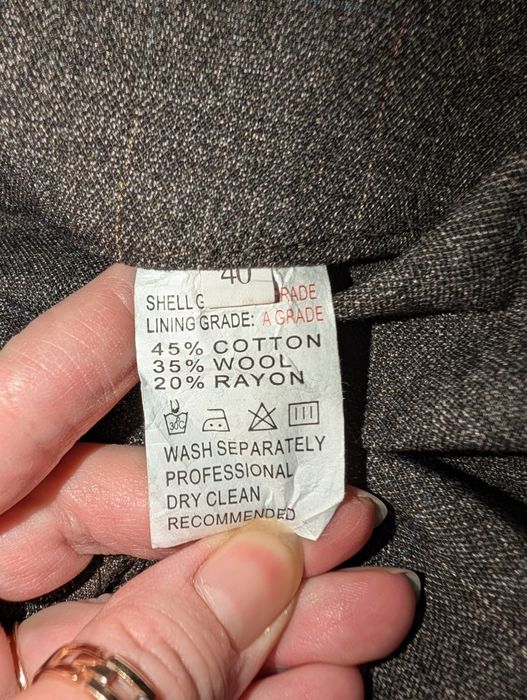 40
SHELL G RADE
LINING GRADE: A GRADE
45% COTTON
35% WOOL
20% RAYON
30°C
WASH SEPARATELY
PROFESSIONAL
DRY CLEAN
RECOMMENDED